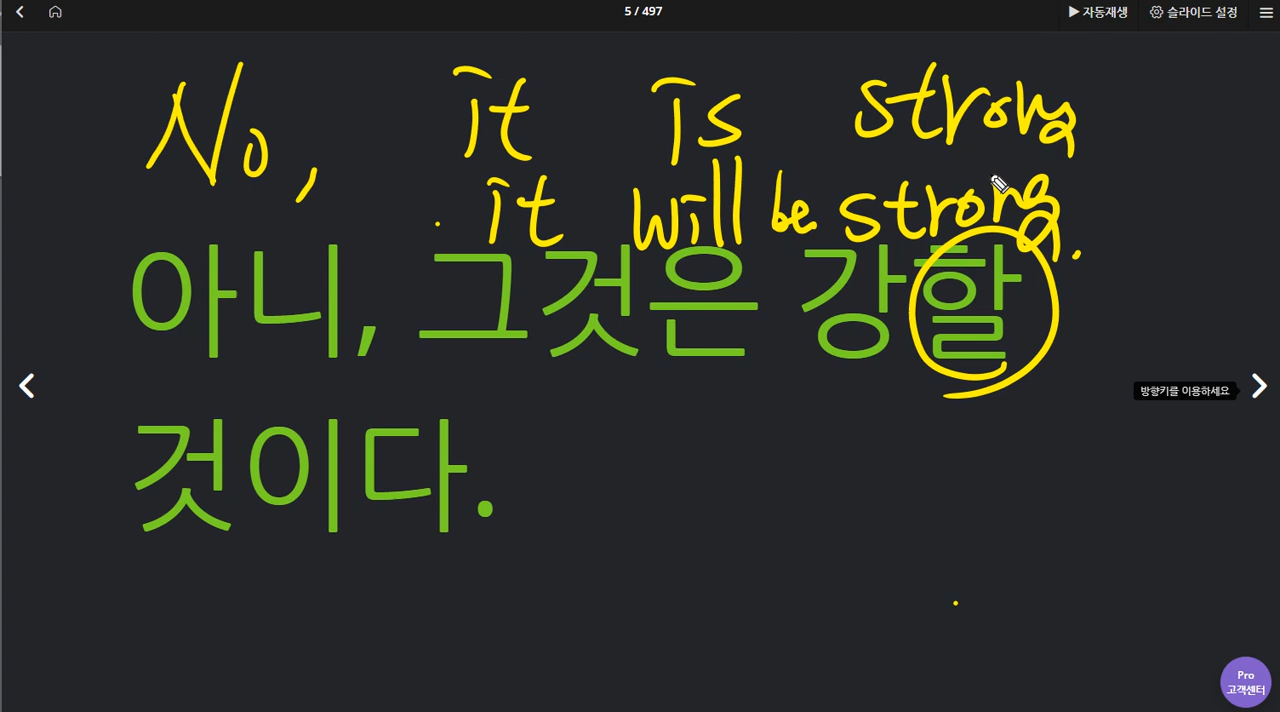 5 / 497
자동재생
슬라이드 설정
No, it is strong
it will be strong.
아니, 그것은 강할
것이다.
방향키를 이용하세요
Pro
고객센터